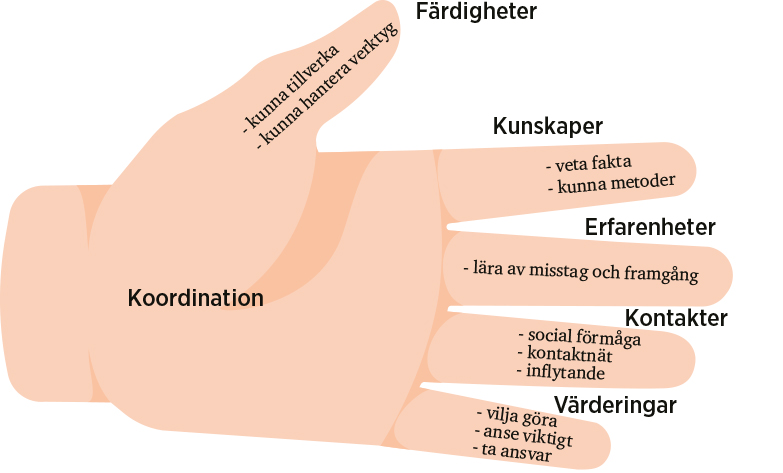 Färdigheter
- kunna tillverka
- kunna hantera verktyg
Kunskaper
- veta fakta
- kunna metoder
Erfarenheter
- lära av misstag och framgång
Koordination
Kontakter
- social förmåga
- kontaktnät
- inflytande
Värderingar
- vilja göra
- anse viktigt
- ta ansvar